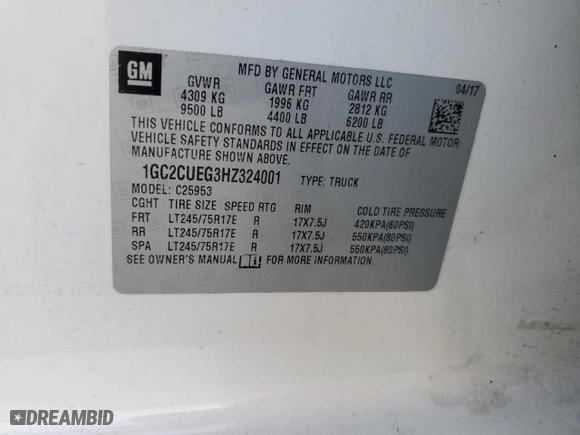 GM
MFD BY GENERAL MOTORS LLC 04/17
GVWR GAWR FRT GAWR RR
4309 KG 1996 KG 2812 KG
9500 LB 4400 LB 6200 LB
THIS VEHICLE CONFORMS TO ALL APPLICABLE U.S. FEDERAL MOTOR
VEHICLE SAFETY STANDARDS IN EFFECT ON THE DATE OF
MANUFACTURE SHOWN ABOVE.
1GC2CUEG3HZ324001 TYPE: TRUCK
MODEL: C25953
CGHT TIRE SIZE SPEED RTG RIM COLD TIRE PRESSURE
FRT LT245/75R17E R 17X7.5J 420KPA(60PSI)
RR LT245/75R17E R 17X7.5J 550KPA(80PSI)
SPA LT245/75R17E R 17X7.5J 550KPA(80PSI)
SEE OWNER'S MANUAL FOR MORE INFORMATION.
DREAMBID